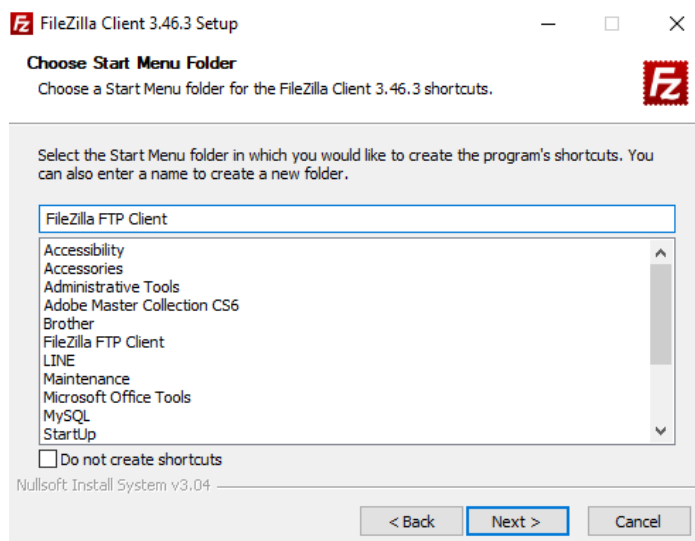 FileZilla Client 3.46.3 Setup
Choose Start Menu Folder
Choose a Start Menu folder for the FileZilla Client 3.46.3 shortcuts.
Fz
Select the Start Menu folder in which you would like to create the program's shortcuts. You
can also enter a name to create a new folder.
FileZilla FTP Client
Accessibility
Accessories
Administrative Tools
Adobe Master Collection CS6
Brother
FileZilla FTP Client
LINE
Maintenance
Microsoft Office Tools
MySQL
StartUp
Do not create shortcuts
Nullsoft Install System v3.04
< Back Next > Cancel